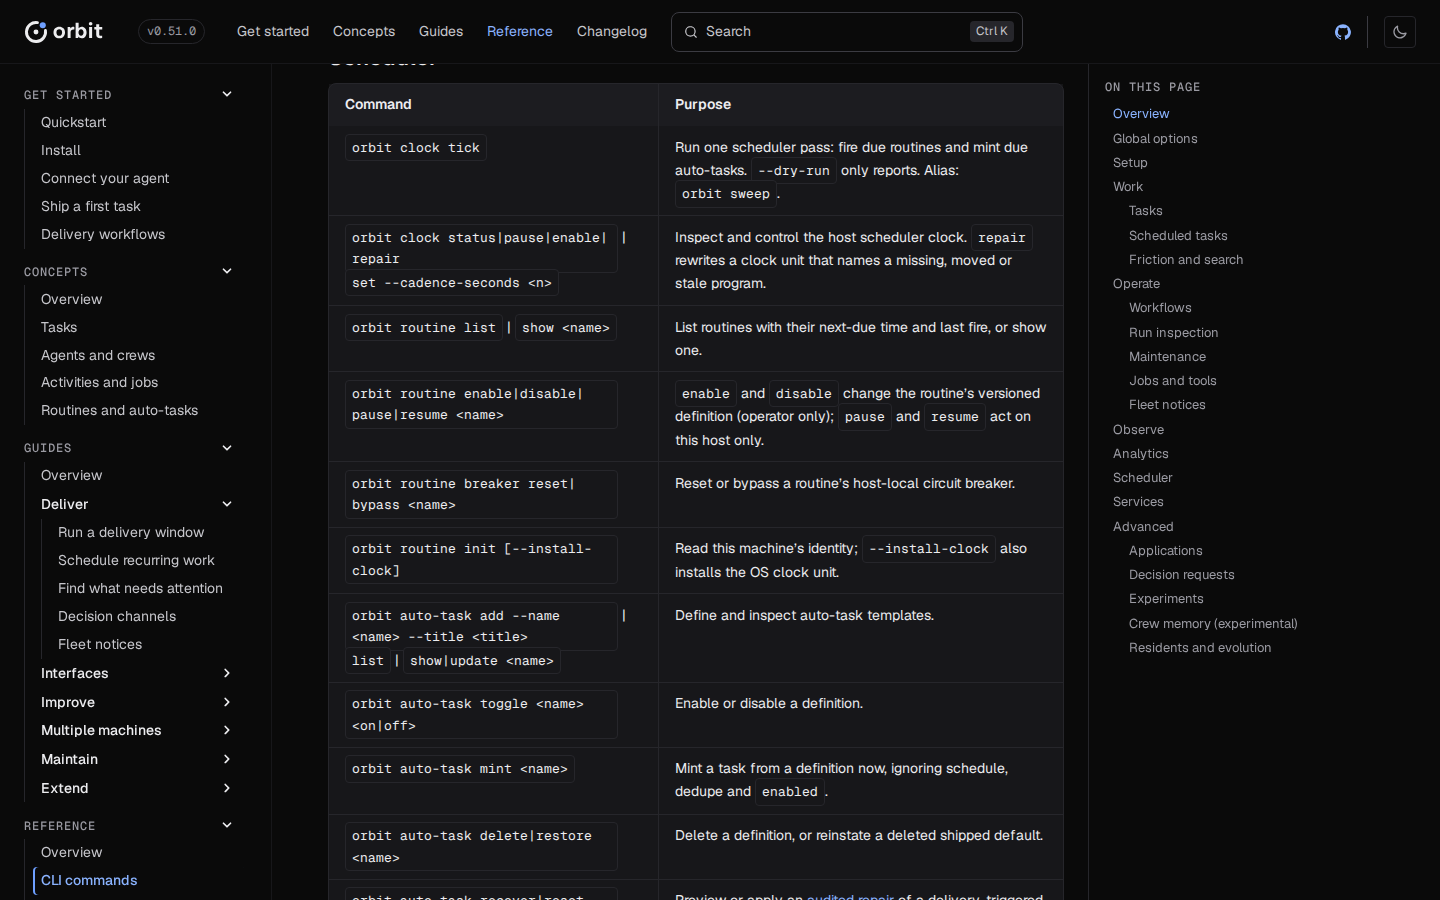 orbit
v0.51.0
Get started
Concepts
Guides
Reference
Changelog
Search
Ctrl K
GET STARTED
Quickstart
Install
Connect your agent
Ship a first task
Delivery workflows
CONCEPTS
Overview
Tasks
Agents and crews
Activities and jobs
Routines and auto-tasks
GUIDES
Overview
Deliver
Run a delivery window
Schedule recurring work
Find what needs attention
Decision channels
Fleet notices
Interfaces
Improve
Multiple machines
Maintain
Extend
REFERENCE
Overview
CLI commands
Scheduler
Command
Purpose
orbit clock tick
Run one scheduler pass: fire due routines and mint due
auto-tasks. --dry-run only reports. Alias:
orbit sweep.
orbit clock status|pause|enable| |
repair
set --cadence-seconds <n>
Inspect and control the host scheduler clock. repair
rewrites a clock unit that names a missing, moved or
stale program.
orbit routine list | show <name>
List routines with their next-due time and last fire, or show
one.
orbit routine enable|disable|
pause|resume <name>
enable and disable change the routine's versioned
definition (operator only); pause and resume act on
this host only.
orbit routine breaker reset|
bypass <name>
Reset or bypass a routine's host-local circuit breaker.
orbit routine init [--install-
clock]
Read this machine's identity; --install-clock also
installs the OS clock unit.
orbit auto-task add --name |
<name> --title <title>
list | show|update <name>
Define and inspect auto-task templates.
orbit auto-task toggle <name>
<on|off>
Enable or disable a definition.
orbit auto-task mint <name>
Mint a task from a definition now, ignoring schedule,
dedupe and enabled.
orbit auto-task delete|restore
<name>
Delete a definition, or reinstate a deleted shipped default.
orbit auto-task recover|reset
Preview or apply an audited repair of a delivery-triggered
ON THIS PAGE
Overview
Global options
Setup
Work
Tasks
Scheduled tasks
Friction and search
Operate
Workflows
Run inspection
Maintenance
Jobs and tools
Fleet notices
Observe
Analytics
Scheduler
Services
Advanced
Applications
Decision requests
Experiments
Crew memory (experimental)
Residents and evolution